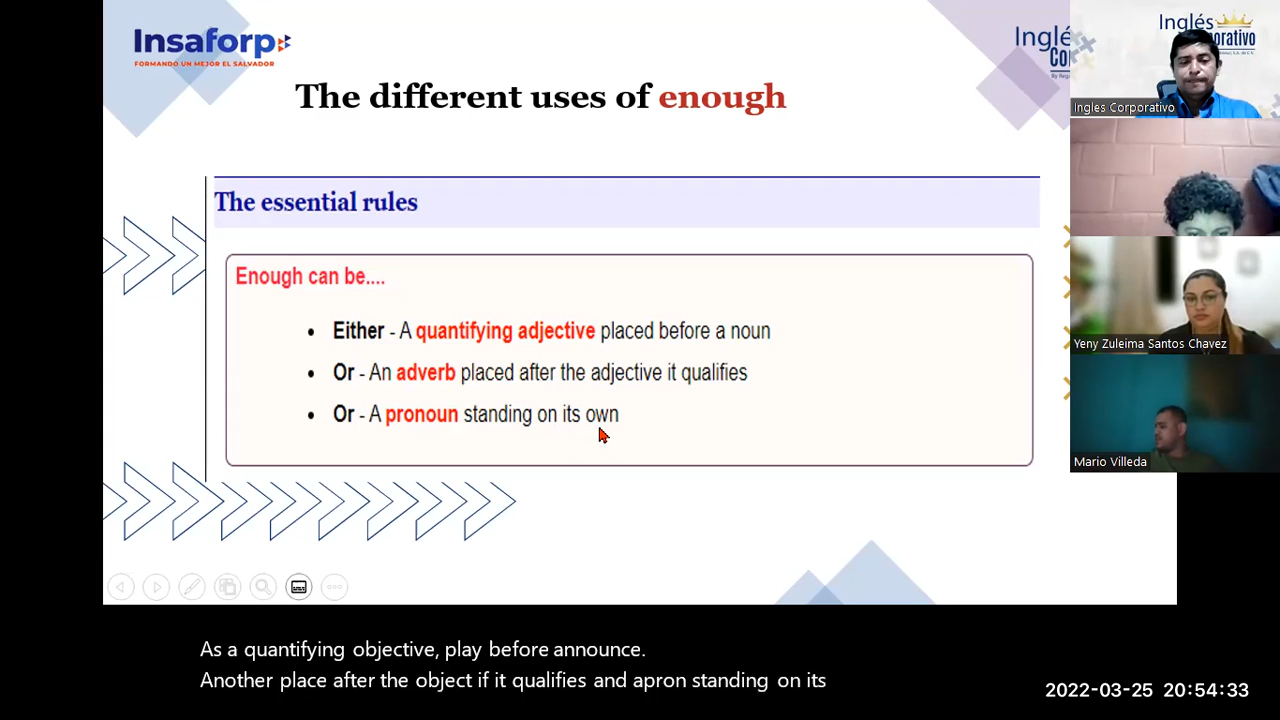 Insaforp
FORMANDO UN MEJOR EL SALVADOR
Inglés
The different uses of enough
The essential rules
Enough can be....
• Either - A quantifying adjective placed before a noun
• Or - An adverb placed after the adjective it qualifies
• Or - A pronoun standing on its own
Inglés
Ingles Corporativo
Yeny Zuleima Santos Chavez
Mario Villeda
As a quantifying objective, play before announce.
Another place after the object if it qualifies and apron standing on its
2022-03-25 20:54:33